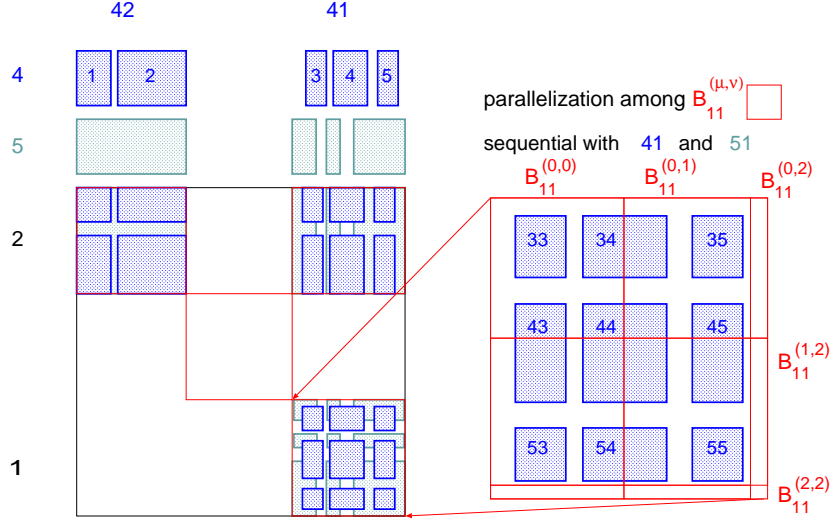 42 41
4 1 2 3 4 5
parallelization among B₁₁^(μ,ν)
5
sequential with 41 and 51
B₁₁^(0,0) B₁₁^(0,1) B₁₁^(0,2)
2
33 34 35
43 44 45
B₁₁^(1,2)
53 54 55
1
B₁₁^(2,2)